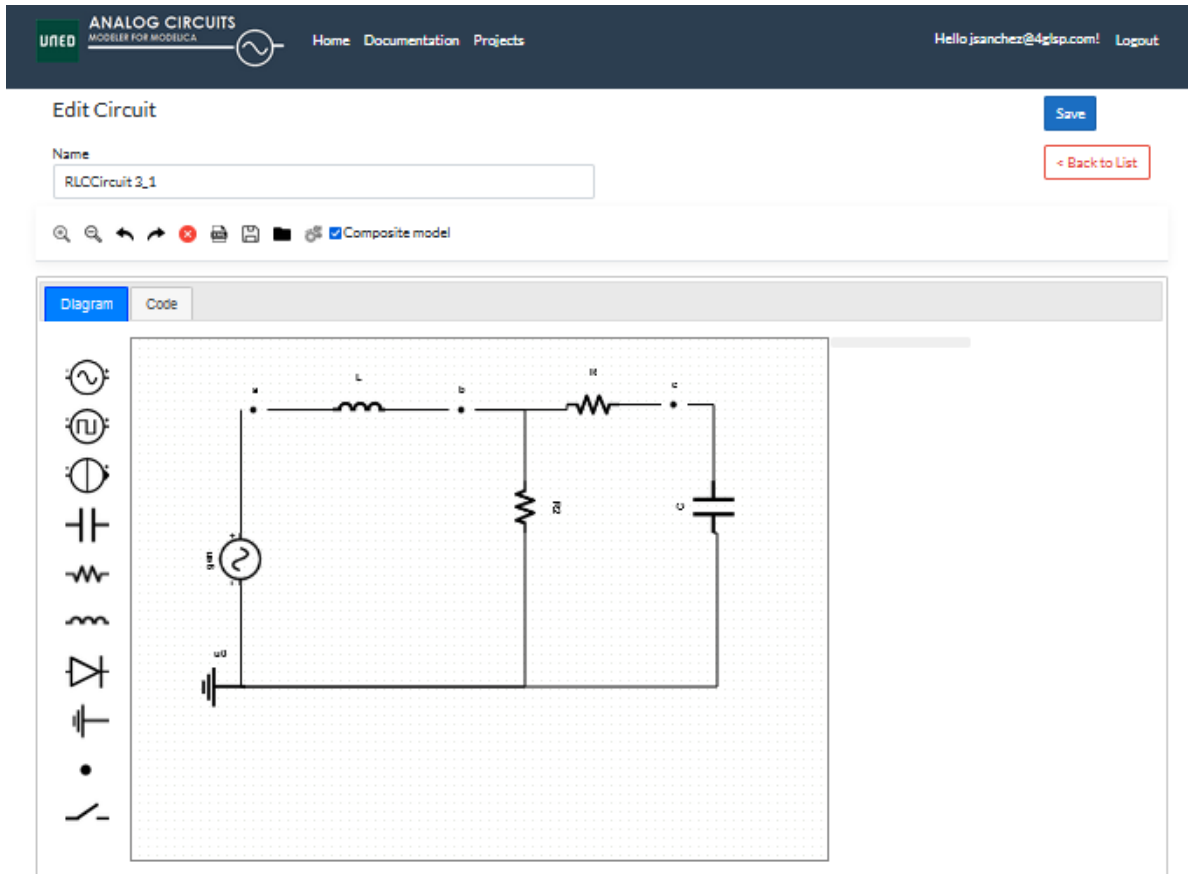 UNED
ANALOG CIRCUITS
MODELER FOR MODELICA
Home Documentation Projects
Hello jsanchez@4glsp.com! Logout
Edit Circuit
Save
Name
< Back to List
RLCCircuit 3_1
Composite model
Diagram Code
R
L
c
a
b
R2
C
gen
u0